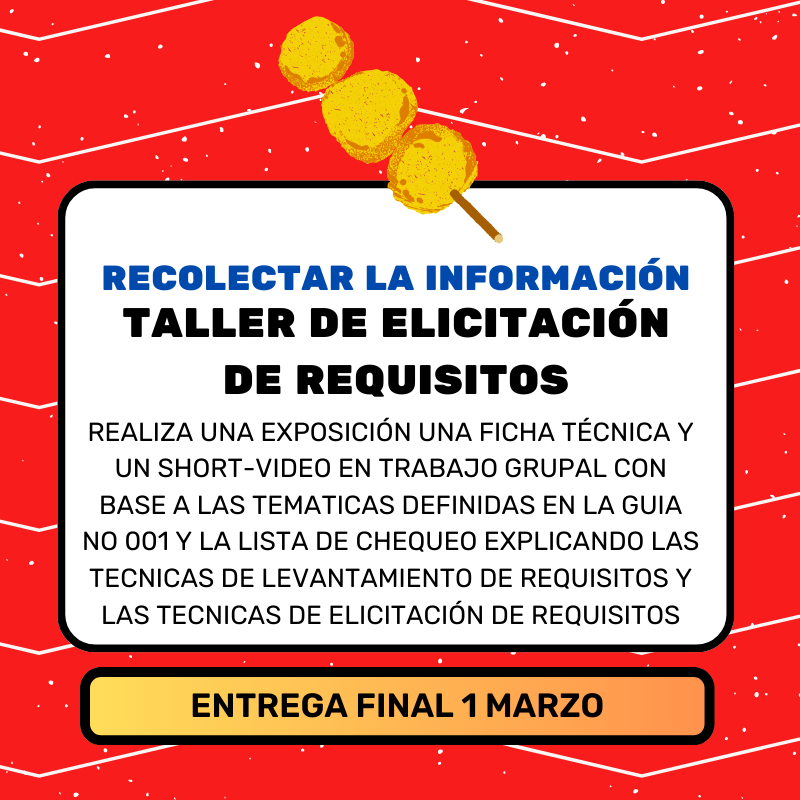 RECOLECTAR LA INFORMACIÓN
TALLER DE ELICITACIÓN
DE REQUISITOS
REALIZA UNA EXPOSICIÓN UNA FICHA TÉCNICA Y
UN SHORT-VIDEO EN TRABAJO GRUPAL CON
BASE A LAS TEMATICAS DEFINIDAS EN LA GUIA
NO 001 Y LA LISTA DE CHEQUEO EXPLICANDO LAS
TECNICAS DE LEVANTAMIENTO DE REQUISITOS Y
LAS TECNICAS DE ELICITACIÓN DE REQUISITOS
ENTREGA FINAL 1 MARZO